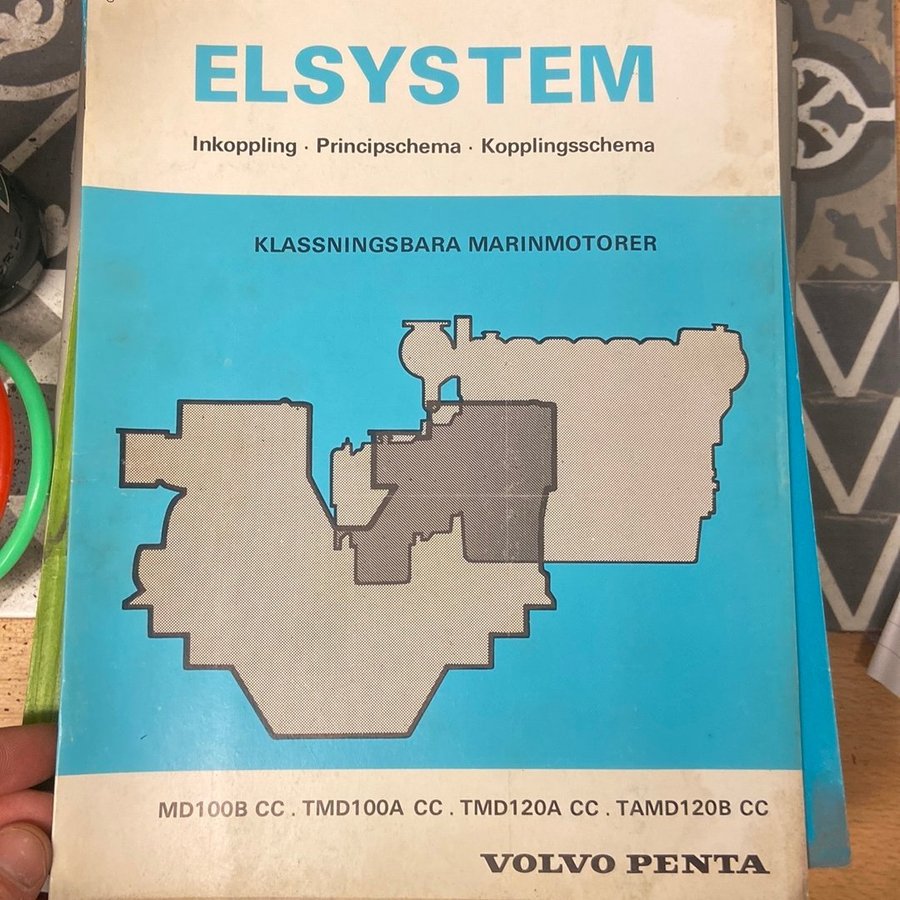 ELSYSTEM
Inkoppling · Principschema · Kopplingsschema
KLASSNINGSBARA MARINMOTORER
MD100B CC . TMD100A CC . TMD120A CC . TAMD120B CC
VOLVO PENTA